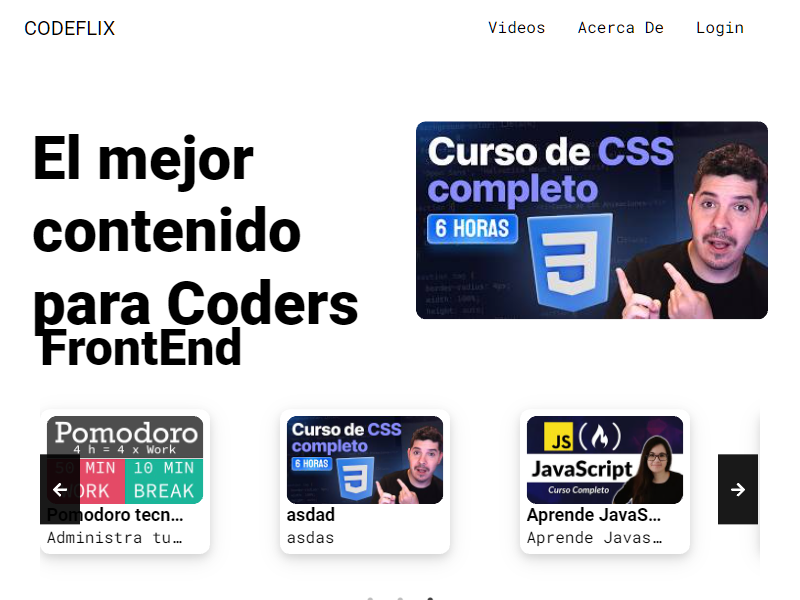 CODEFLIX
Videos
Acerca De
Login
El mejor
contenido
para Coders
Curso de CSS
completo
6 HORAS
FrontEnd
Pomodoro
4 h = 4 x Work
50 MIN 10 MIN
WORK BREAK
Pomodoro tecn...
Administra tu...
Curso de CSS
completo
6 HORAS
asdad
asdas
JS
JavaScript
Curso Completo
Aprende JavaS...
Aprende Javas...